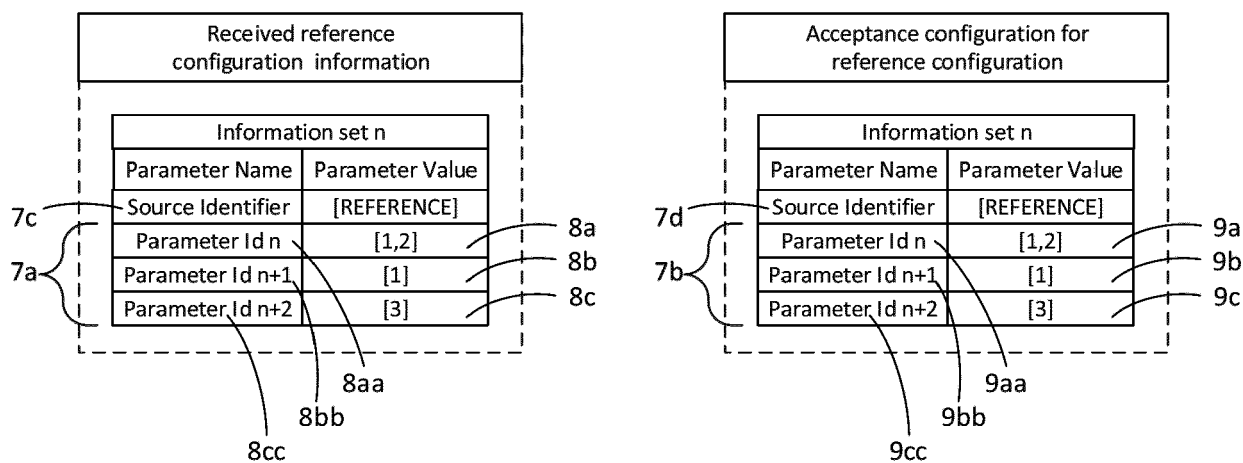 Received reference
configuration information
Information set n
Parameter Name Parameter Value
7c Source Identifier [REFERENCE]
Parameter Id n [1,2] 8a
7a Parameter Id n+1 [1] 8b
Parameter Id n+2 [3] 8c
8aa
8bb
8cc
Acceptance configuration for
reference configuration
Information set n
Parameter Name Parameter Value
7d Source Identifier [REFERENCE]
Parameter Id n [1,2] 9a
7b Parameter Id n+1 [1] 9b
Parameter Id n+2 [3] 9c
9aa
9bb
9cc